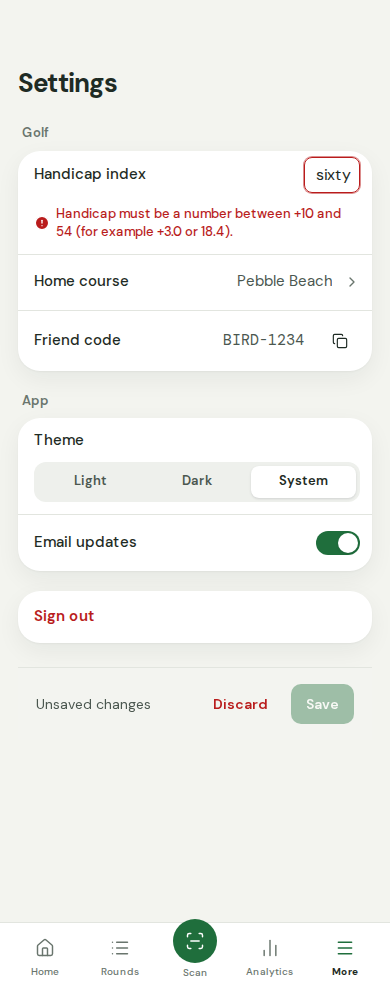 Settings
Golf
Handicap index
sixty
Handicap must be a number between +10 and
54 (for example +3.0 or 18.4).
Home course
Pebble Beach
Friend code
BIRD-1234
App
Theme
Light
Dark
System
Email updates
Sign out
Unsaved changes
Discard
Save
Home
Rounds
Scan
Analytics
More